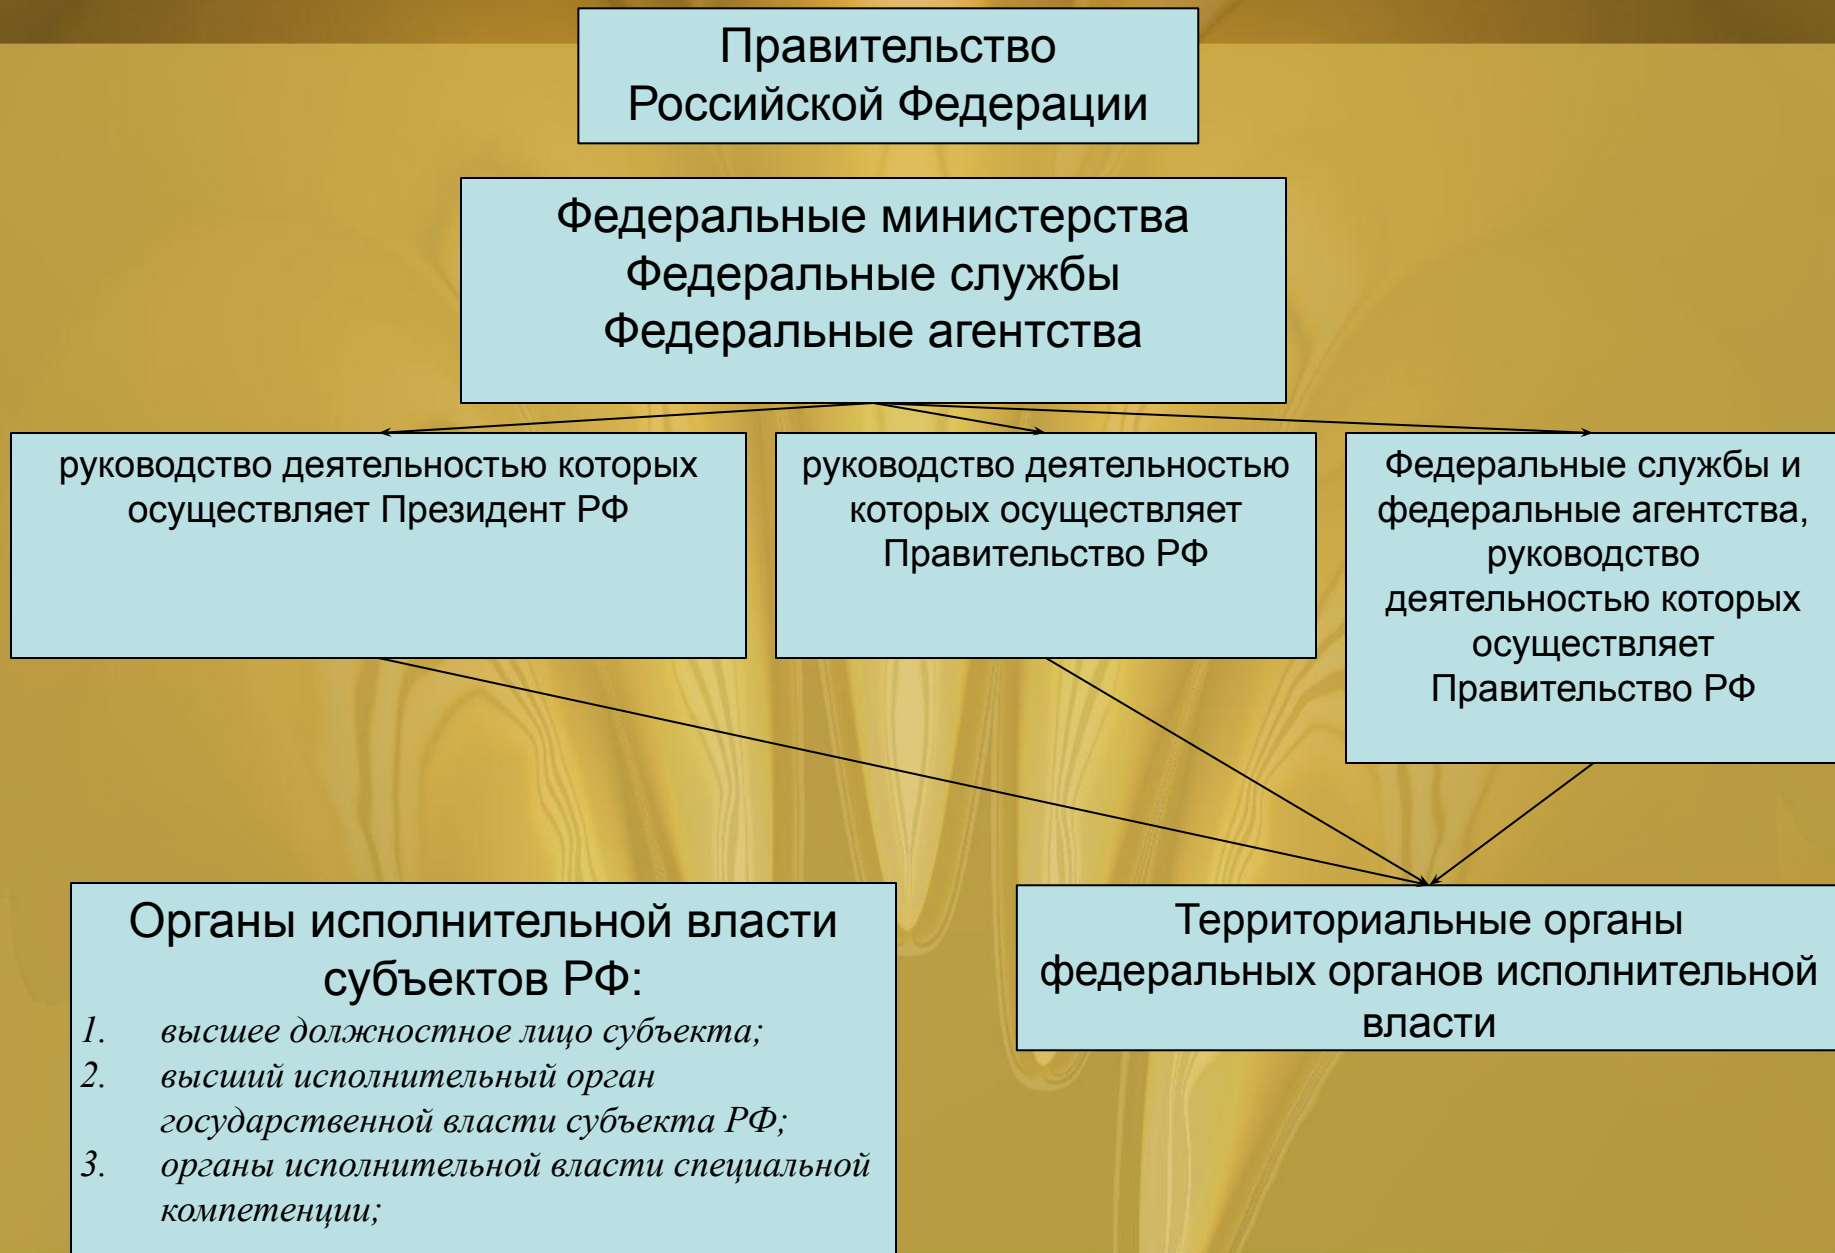 Правительство
Российской Федерации
Федеральные министерства
Федеральные службы
Федеральные агентства
руководство деятельностью которых
осуществляет Президент РФ
руководство деятельностью
которых осуществляет
Правительство РФ
Федеральные службы и
федеральные агентства,
руководство
деятельностью которых
осуществляет
Правительство РФ
Органы исполнительной власти
субъектов РФ:
1. высшее должностное лицо субъекта;
2. высший исполнительный орган
государственной власти субъекта РФ;
3. органы исполнительной власти специальной
компетенции;
Территориальные органы
федеральных органов исполнительной
власти